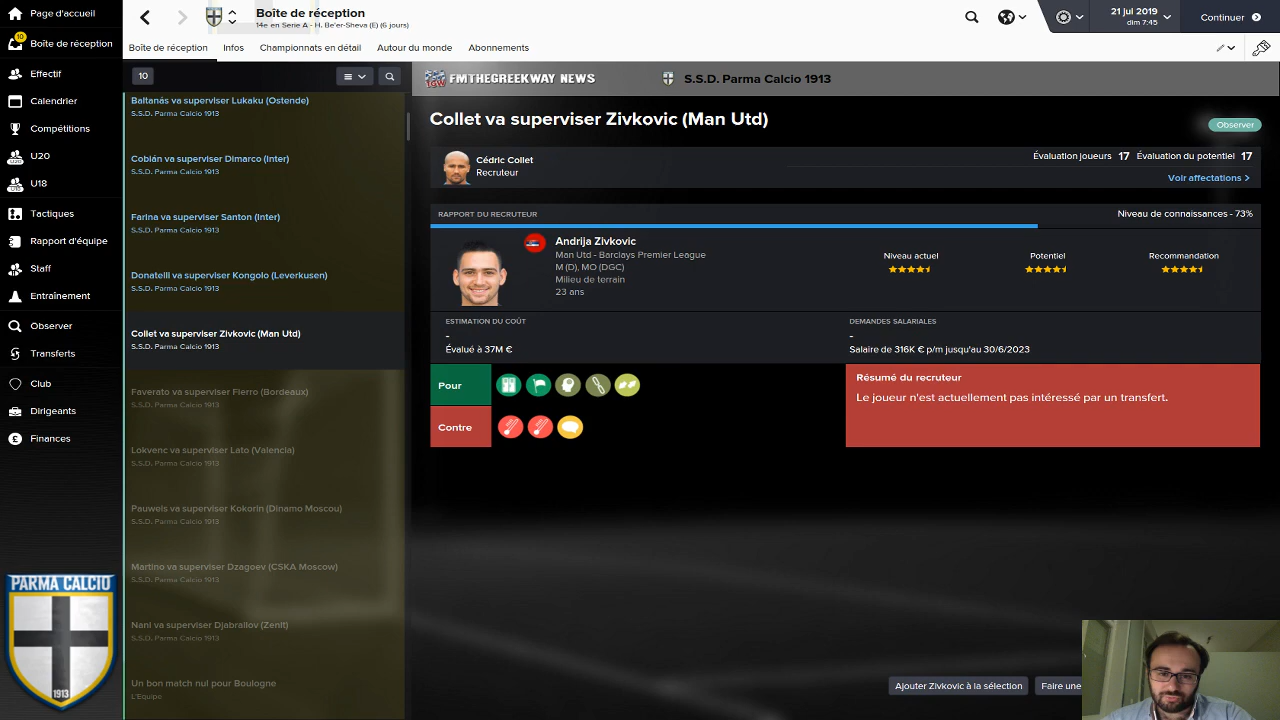 Page d'accueil
10
Boîte de réception
Effectif
Calendrier
Compétitions
U20
U18
Tactiques
Rapport d'équipe
Staff
Entraînement
Observer
Transferts
Club
Dirigeants
Finances
PARMA CALCIO
1913
Boîte de réception
14e en Serie A - H. Be'er-Sheva (E) (6 jours)
21 jul 2019
dim 7:45
Continuer
Boîte de réception
Infos
Championnats en détail
Autour du monde
Abonnements
10
Baltanás va superviser Lukaku (Ostende)
S.S.D. Parma Calcio 1913
Cobián va superviser Dimarco (Inter)
S.S.D. Parma Calcio 1913
Farina va superviser Santon (Inter)
S.S.D. Parma Calcio 1913
Donatelli va superviser Kongolo (Leverkusen)
S.S.D. Parma Calcio 1913
Collet va superviser Zivkovic (Man Utd)
S.S.D. Parma Calcio 1913
Faverato va superviser Fierro (Bordeaux)
S.S.D. Parma Calcio 1913
Lokvenc va superviser Lato (Valencia)
S.S.D. Parma Calcio 1913
Pauwels va superviser Kokorin (Dinamo Moscou)
S.S.D. Parma Calcio 1913
Martino va superviser Dzagoev (CSKA Moscow)
S.S.D. Parma Calcio 1913
Nani va superviser Djabrailov (Zenit)
S.S.D. Parma Calcio 1913
Un bon match nul pour Boulogne
L'Equipe
FMTHEGREEKWAY NEWS
S.S.D. Parma Calcio 1913
Collet va superviser Zivkovic (Man Utd)
Observer
Cédric Collet
Recruteur
Évaluation joueurs 17 Évaluation du potentiel 17
Voir affectations >
RAPPORT DU RECRUTEUR
Niveau de connaissances - 73%
Andrija Zivkovic
Man Utd - Barclays Premier League
M (D), MO (DGC)
Milieu de terrain
23 ans
Niveau actuel
Potentiel
Recommandation
ESTIMATION DU COÛT
-
Évalué à 37M €
DEMANDES SALARIALES
-
Salaire de 316K € p/m jusqu'au 30/6/2023
Pour
Contre
Résumé du recruteur
Le joueur n'est actuellement pas intéressé par un transfert.
Ajouter Zivkovic à la sélection
Faire une